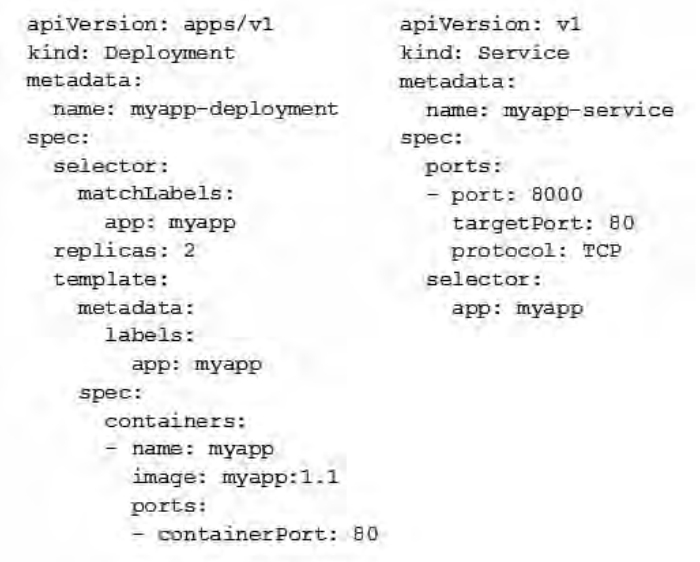 apiVersion: apps/v1
kind: Deployment
metadata:
  name: myapp-deployment
spec:
  selector:
    matchLabels:
      app: myapp
  replicas: 2
  template:
    metadata:
      labels:
        app: myapp
    spec:
      containers:
      - name: myapp
        image: myapp:1.1
        ports:
        - containerPort: 80
apiVersion: v1
kind: Service
metadata:
  name: myapp-service
spec:
  ports:
  - port: 8000
    targetPort: 80
    protocol: TCP
  selector:
    app: myapp